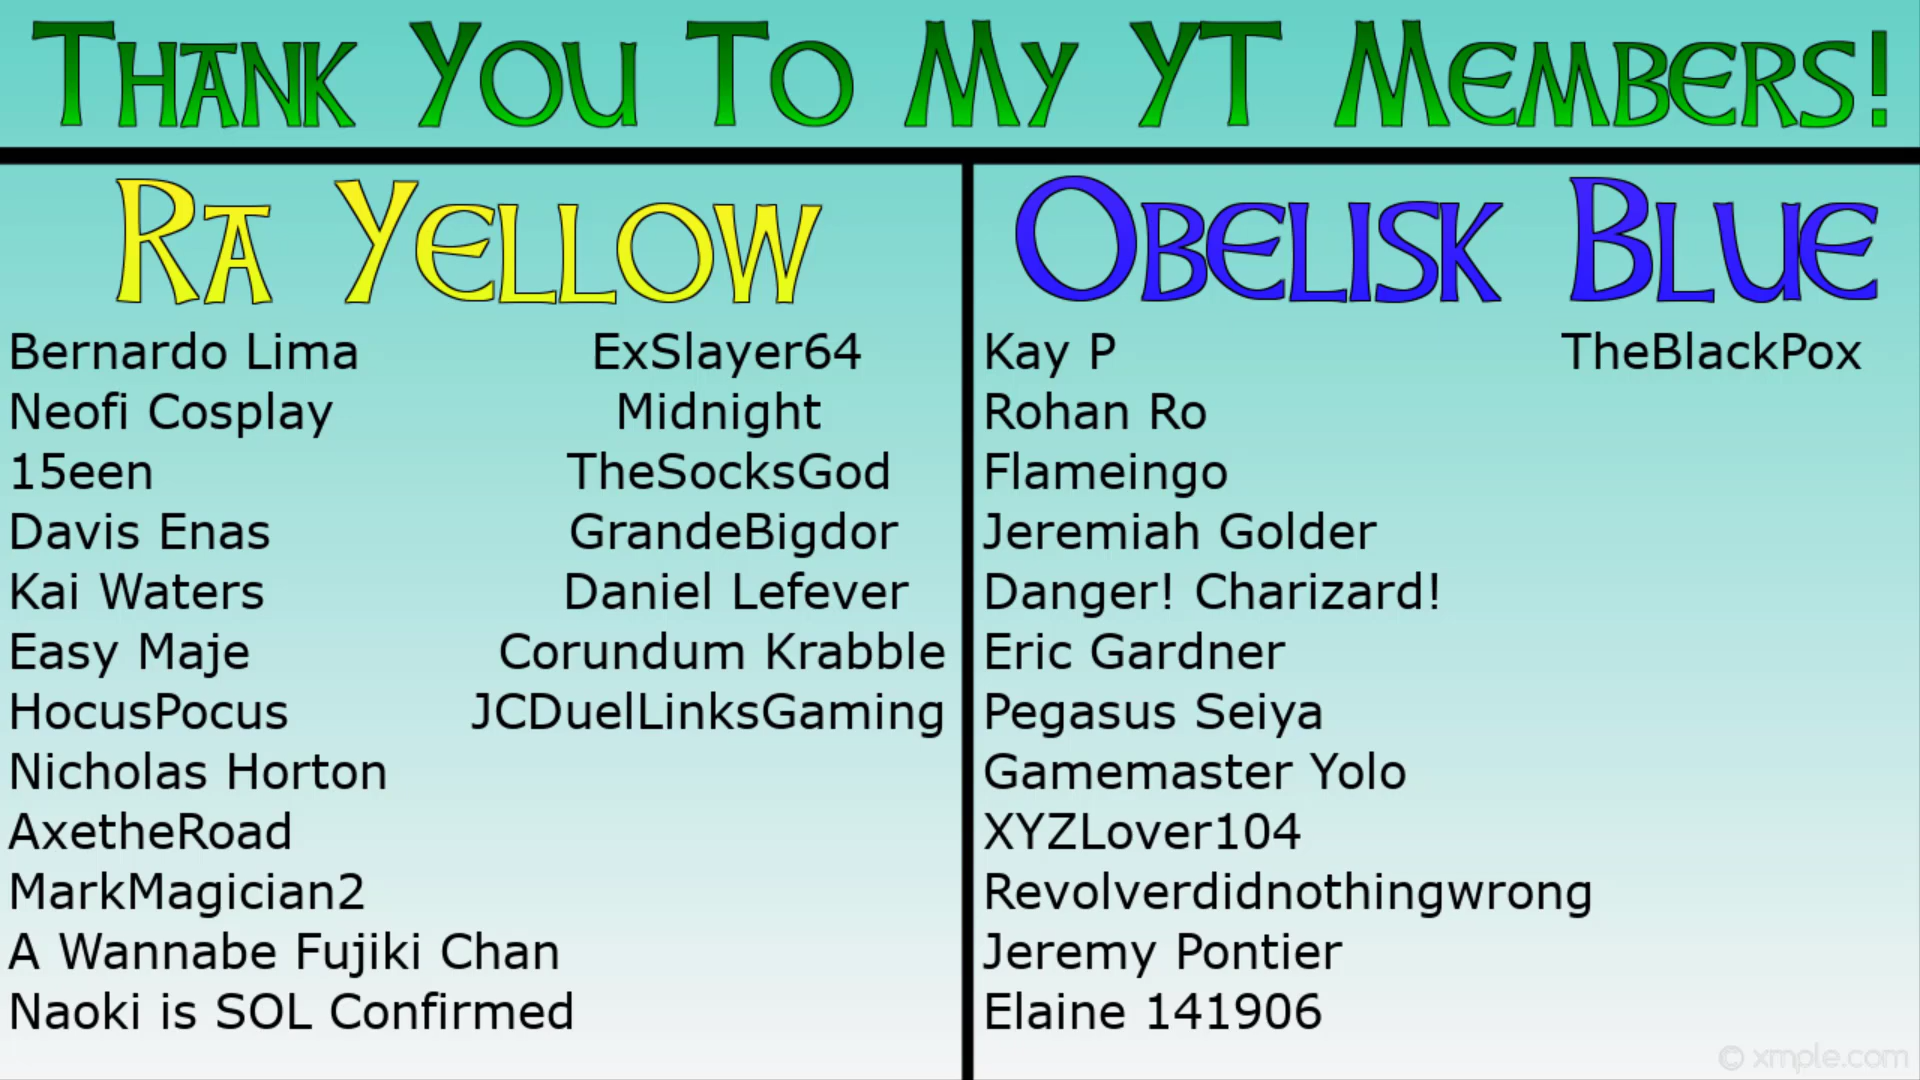 Thank You To My YT Members!
Ra Yellow
Bernardo Lima
Neofi Cosplay
15een
Davis Enas
Kai Waters
Easy Maje
HocusPocus
Nicholas Horton
AxetheRoad
MarkMagician2
A Wannabe Fujiki Chan
Naoki is SOL Confirmed
ExSlayer64
Midnight
TheSocksGod
GrandeBigdor
Daniel Lefever
Corundum Krabble
JCDuelLinksGaming
Obelisk Blue
Kay P
Rohan Ro
Flameingo
Jeremiah Golder
Danger! Charizard!
Eric Gardner
Pegasus Seiya
Gamemaster Yolo
XYZLover104
Revolverdidnothingwrong
Jeremy Pontier
Elaine 141906
TheBlackPox
© xmple.com